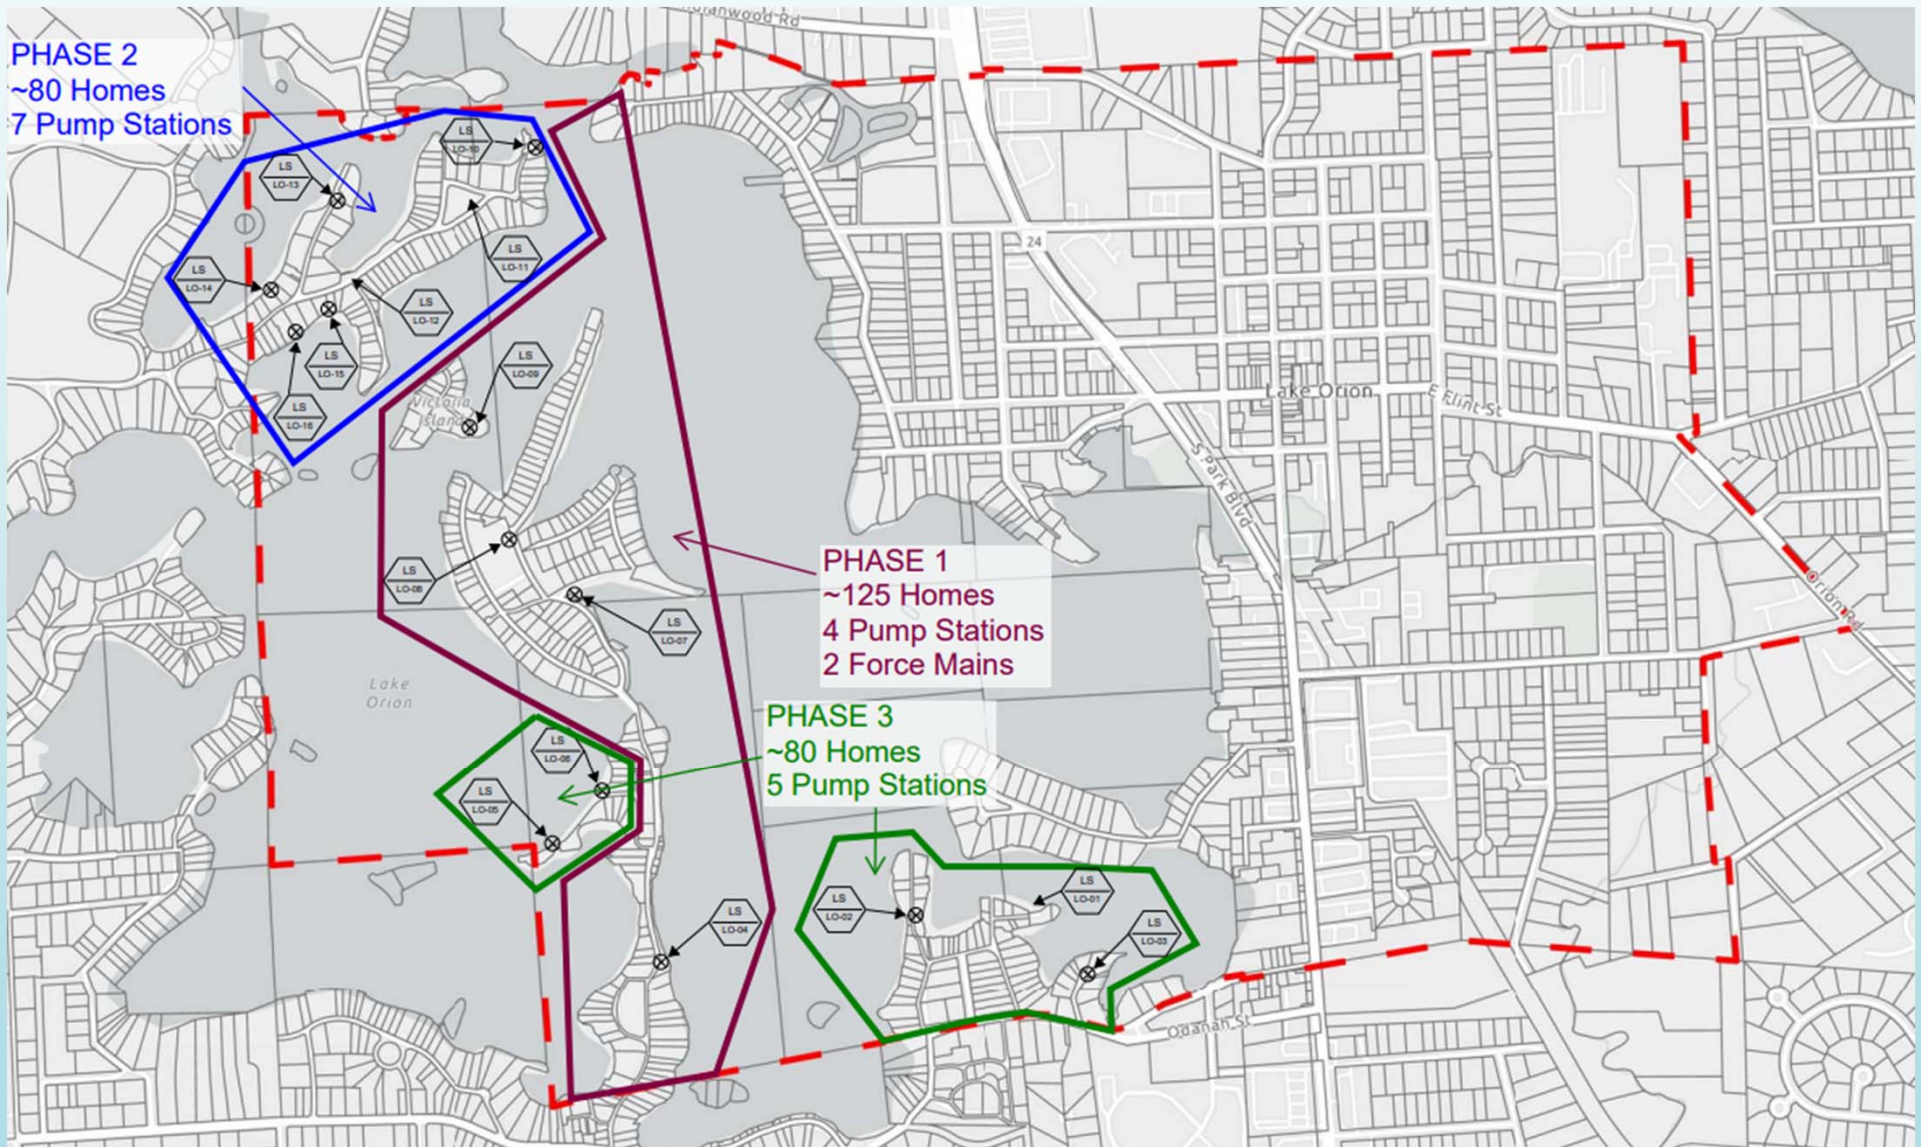 PHASE 2
~80 Homes
7 Pump Stations
LS
LO-10
LS
LO-13
LS
LO-11
LS
LO-14
LS
LO-12
LS
LO-15
LS
LO-16
LS
LO-09
Victoria
Island
24
Lake Orion
E Flint St
S Park Blvd
Orion Rd
LS
LS
LO-07
PHASE 1
~125 Homes
4 Pump Stations
2 Force Mains
Lake
Orion
PHASE 3
~80 Homes
5 Pump Stations
LS
LO-06
LS
LO-05
LS
LO-04
LS
LO-02
LS
LO-01
LS
LO-03
Odanah St